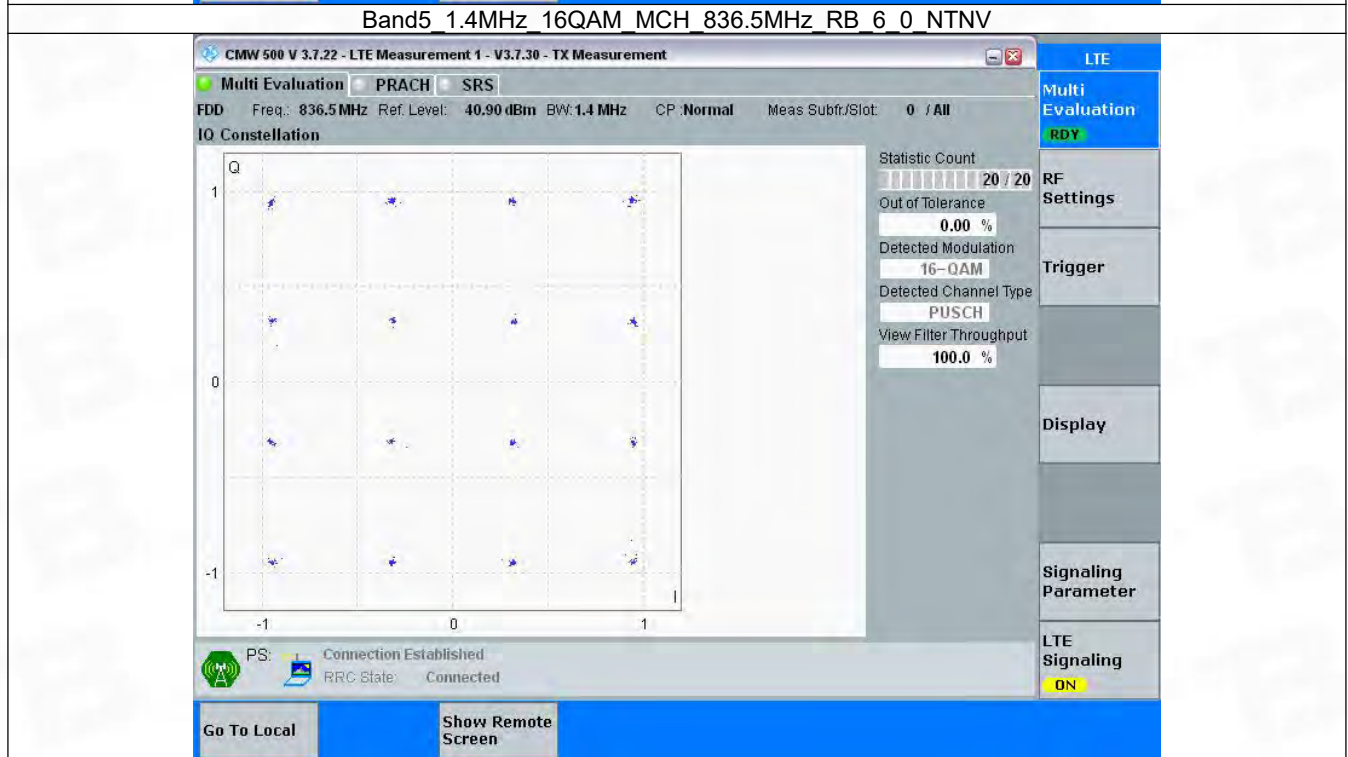 Band5_1.4MHz_16QAM_MCH_836.5MHz_RB_6_0_NTNV
CMW 500 V 3.7.22 - LTE Measurement 1 - V3.7.30 - TX Measurement
LTE
Multi Evaluation PRACH SRS
Multi
Evaluation
RDY
FDD Freq.: 836.5 MHz Ref. Level: 40.90 dBm BW: 1.4 MHz CP :Normal Meas Subfr./Slot: 0 / All
IQ Constellation
Q
1
0
-1
I
-1 0 1
Statistic Count
20 / 20
Out of Tolerance
0.00 %
Detected Modulation
16-QAM
Detected Channel Type
PUSCH
View Filter Throughput
100.0 %
RF
Settings
Trigger
Display
Signaling
Parameter
LTE
Signaling
ON
PS: Connection Established
RRC State: Connected
Go To Local
Show Remote
Screen